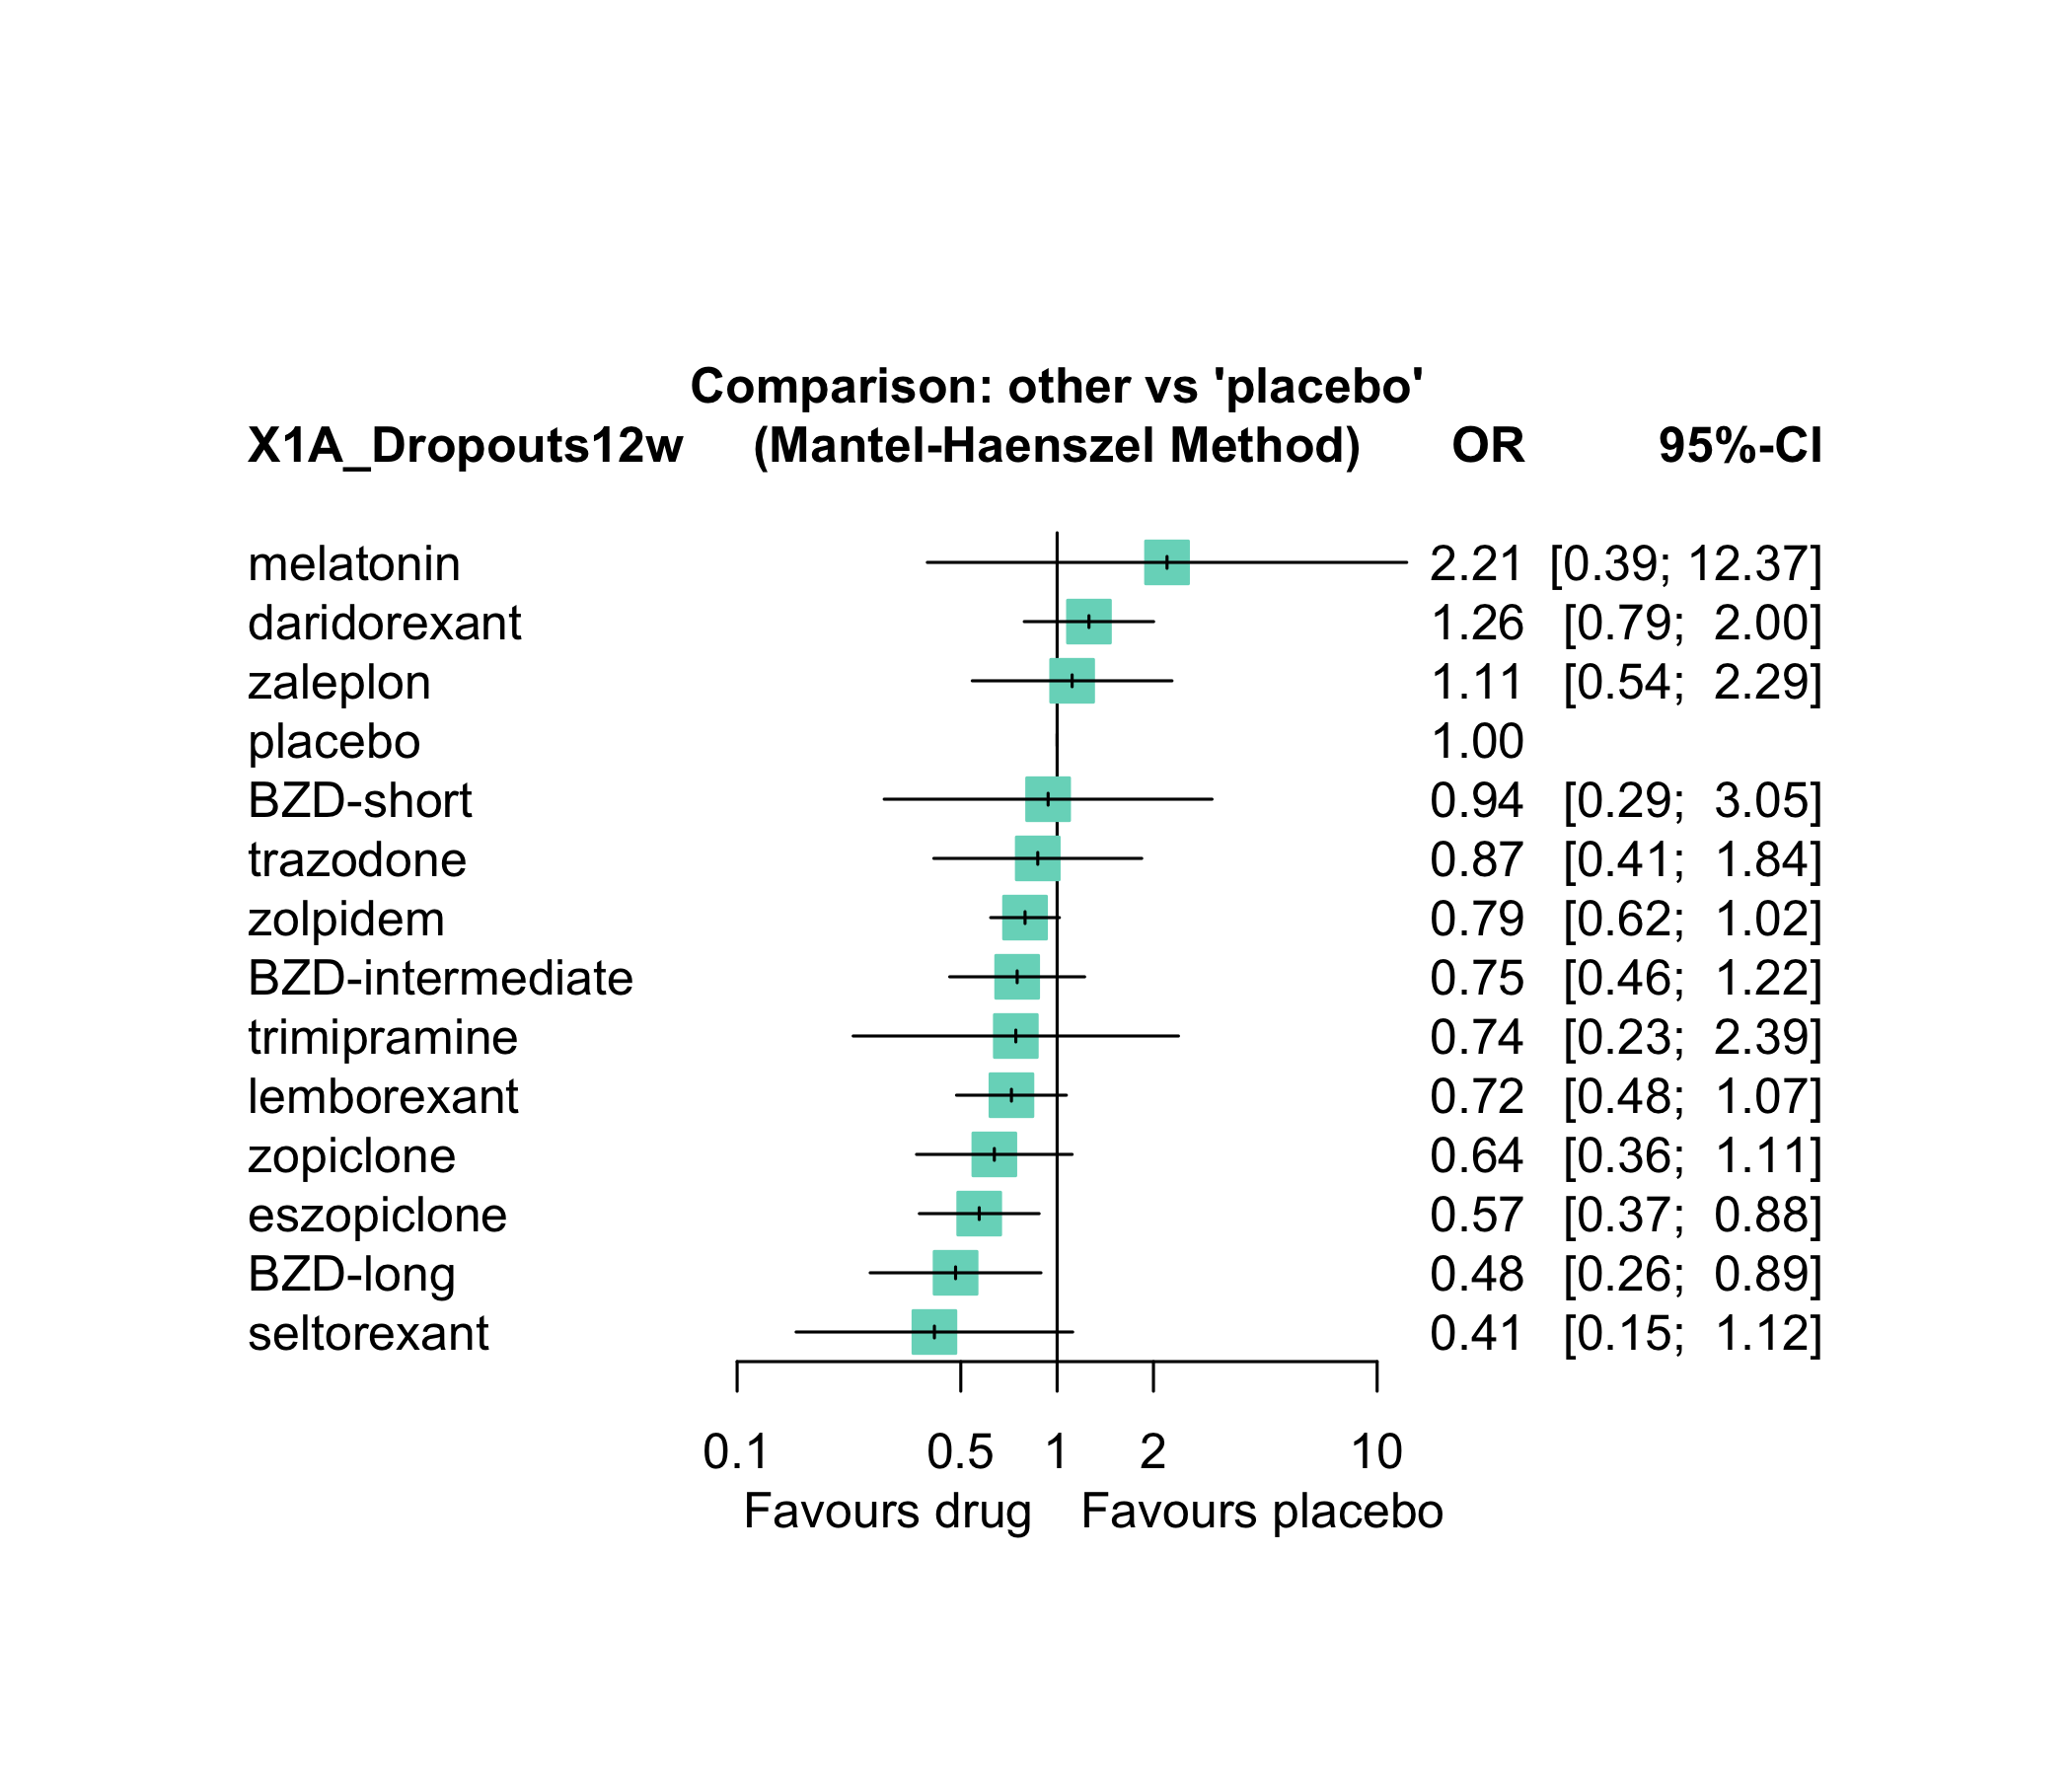 Comparison: other vs 'placebo'
X1A_Dropouts12w (Mantel-Haenszel Method) OR 95%-CI
melatonin 2.21 [0.39; 12.37]
daridorexant 1.26 [0.79; 2.00]
zaleplon 1.11 [0.54; 2.29]
placebo 1.00
BZD-short 0.94 [0.29; 3.05]
trazodone 0.87 [0.41; 1.84]
zolpidem 0.79 [0.62; 1.02]
BZD-intermediate 0.75 [0.46; 1.22]
trimipramine 0.74 [0.23; 2.39]
lemborexant 0.72 [0.48; 1.07]
zopiclone 0.64 [0.36; 1.11]
eszopiclone 0.57 [0.37; 0.88]
BZD-long 0.48 [0.26; 0.89]
seltorexant 0.41 [0.15; 1.12]
0.1 0.5 1 2 10
Favours drug Favours placebo